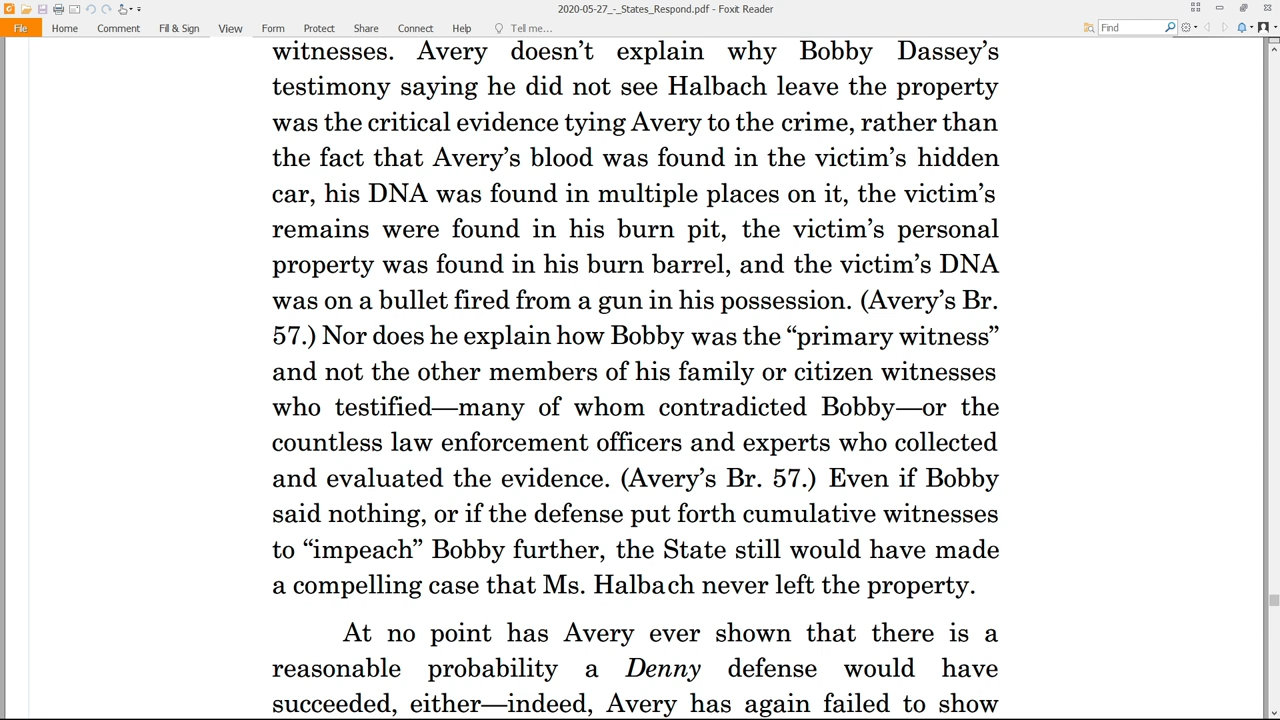 2020-05-27_-_States_Respond.pdf - Foxit Reader
File Home Comment Fill & Sign View Form Protect Share Connect Help Tell me... Find
witnesses. Avery doesn’t explain why Bobby Dassey’s
testimony saying he did not see Halbach leave the property
was the critical evidence tying Avery to the crime, rather than
the fact that Avery’s blood was found in the victim’s hidden
car, his DNA was found in multiple places on it, the victim’s
remains were found in his burn pit, the victim’s personal
property was found in his burn barrel, and the victim’s DNA
was on a bullet fired from a gun in his possession. (Avery’s Br.
57.) Nor does he explain how Bobby was the “primary witness”
and not the other members of his family or citizen witnesses
who testified—many of whom contradicted Bobby—or the
countless law enforcement officers and experts who collected
and evaluated the evidence. (Avery’s Br. 57.) Even if Bobby
said nothing, or if the defense put forth cumulative witnesses
to “impeach” Bobby further, the State still would have made
a compelling case that Ms. Halbach never left the property.
At no point has Avery ever shown that there is a
reasonable probability a Denny defense would have
succeeded, either—indeed, Avery has again failed to show